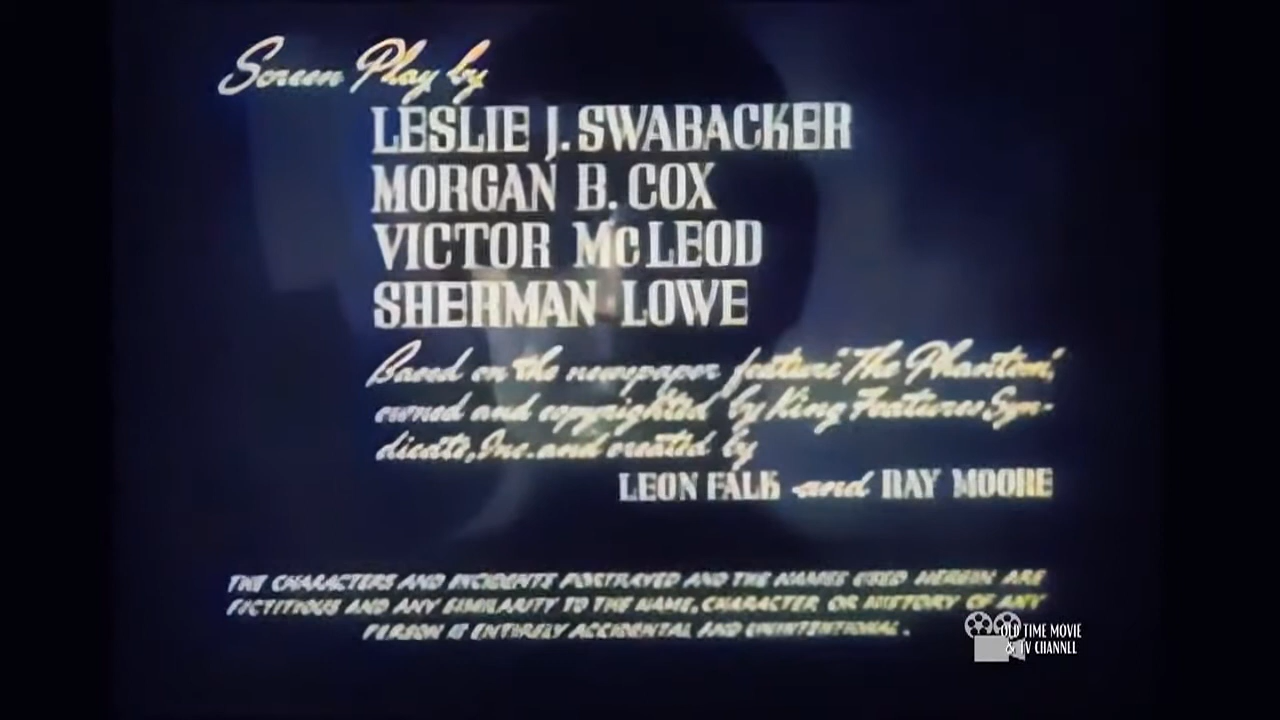 Screen Play by
LESLIE J. SWABACKER
MORGAN B. COX
VICTOR McLEOD
SHERMAN LOWE
Based on the newspaper feature "The Phantom",
owned and copyrighted by King Features Syn-
dicate, Inc. and created by
LEON FALK and RAY MOORE
THE CHARACTERS AND INCIDENTS PORTRAYED AND THE NAMES USED HEREIN ARE
FICTITIOUS AND ANY SIMILARITY TO THE NAME, CHARACTER OR HISTORY OF ANY
PERSON IS ENTIRELY ACCIDENTAL AND UNINTENTIONAL.
OLD TIME MOVIE
& TV CHANNEL